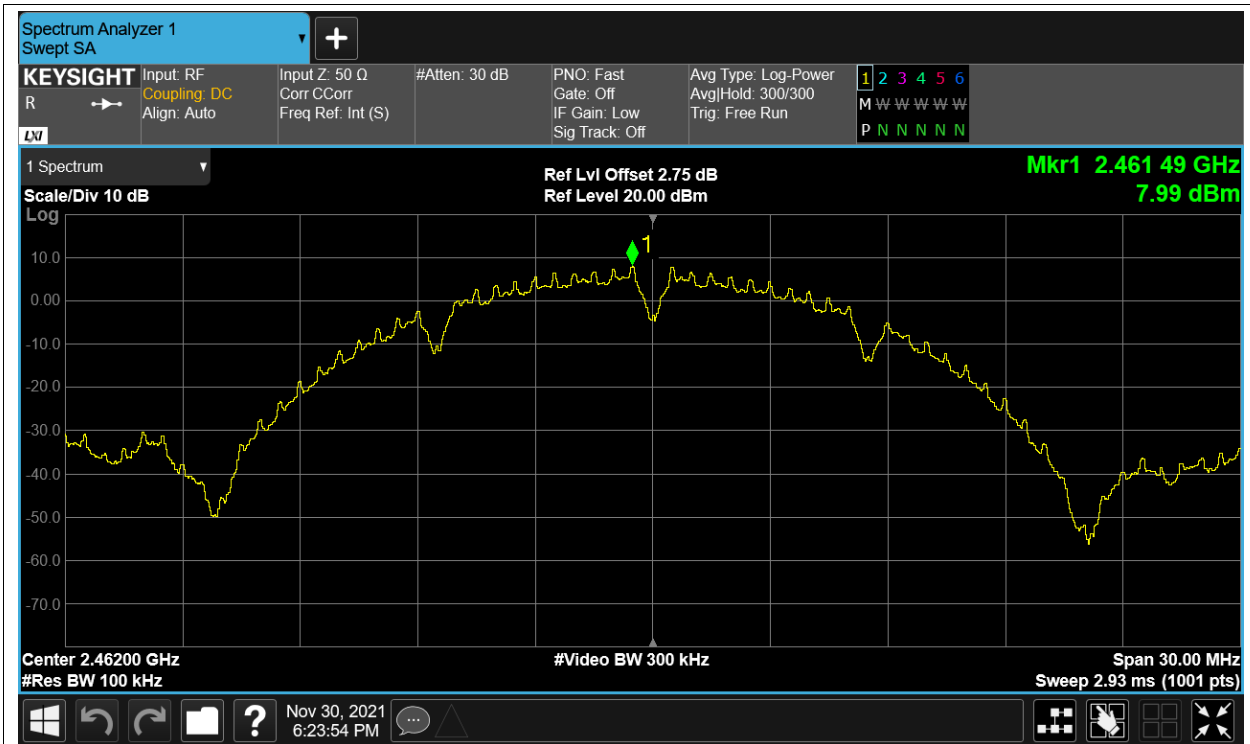 Spectrum Analyzer 1
Swept SA
KEYSIGHT
R
LXI
Input: RF
Coupling: DC
Align: Auto
Input Z: 50 Ω
Corr CCorr
Freq Ref: Int (S)
#Atten: 30 dB
PNO: Fast
Gate: Off
IF Gain: Low
Sig Track: Off
Avg Type: Log-Power
Avg|Hold: 300/300
Trig: Free Run
1 2 3 4 5 6
M W W W W W
P N N N N N
1 Spectrum
Scale/Div 10 dB
Ref Lvl Offset 2.75 dB
Ref Level 20.00 dBm
Mkr1 2.461 49 GHz
7.99 dBm
Log
1
10.0
0.00
-10.0
-20.0
-30.0
-40.0
-50.0
-60.0
-70.0
Center 2.46200 GHz
#Res BW 100 kHz
#Video BW 300 kHz
Span 30.00 MHz
Sweep 2.93 ms (1001 pts)
?
Nov 30, 2021
6:23:54 PM